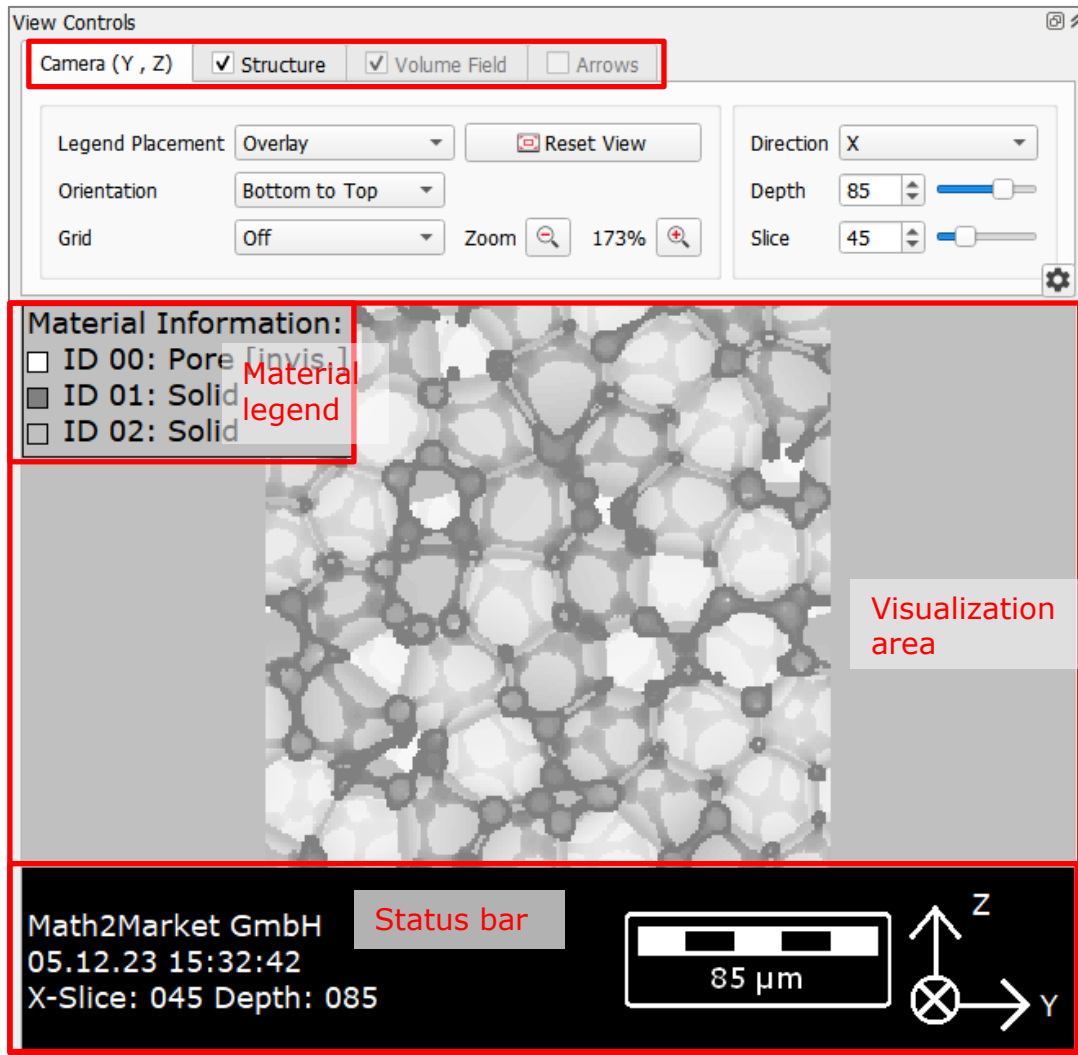 View Controls
Camera (Y , Z) Structure Volume Field Arrows
Legend Placement Overlay Reset View Direction X
Orientation Bottom to Top Depth 85
Grid Off Zoom 173% Slice 45
Material Information:
ID 00: Pore [invis.]
ID 01: Solid
ID 02: Solid
Material
legend
Visualization
area
Status bar
Math2Market GmbH
05.12.23 15:32:42
X-Slice: 045 Depth: 085
85 µm
Z
Y